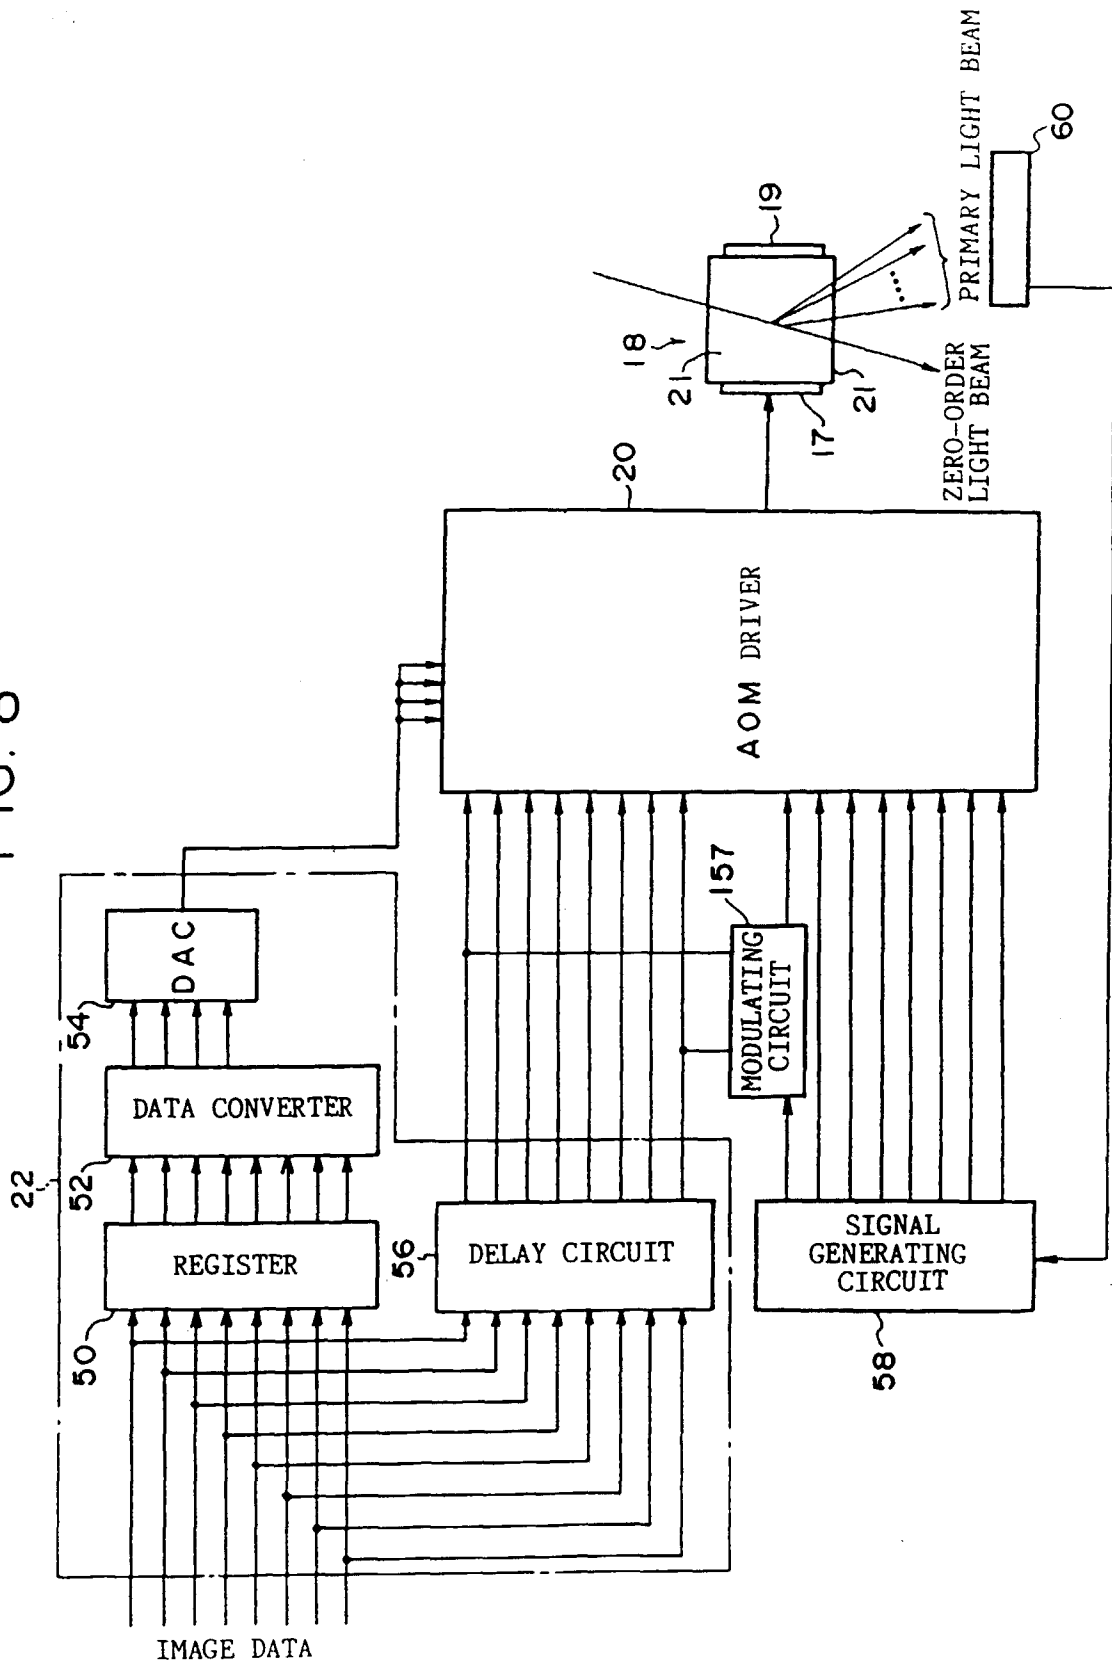 FIG. 8
22
54
DAC
52
DATA CONVERTER
50
REGISTER
56
DELAY CIRCUIT
IMAGE DATA
157
MODULATING
CIRCUIT
58
SIGNAL
GENERATING
CIRCUIT
20
AOM DRIVER
18
21
19
17
21
ZERO-ORDER
LIGHT BEAM
PRIMARY LIGHT BEAM
60